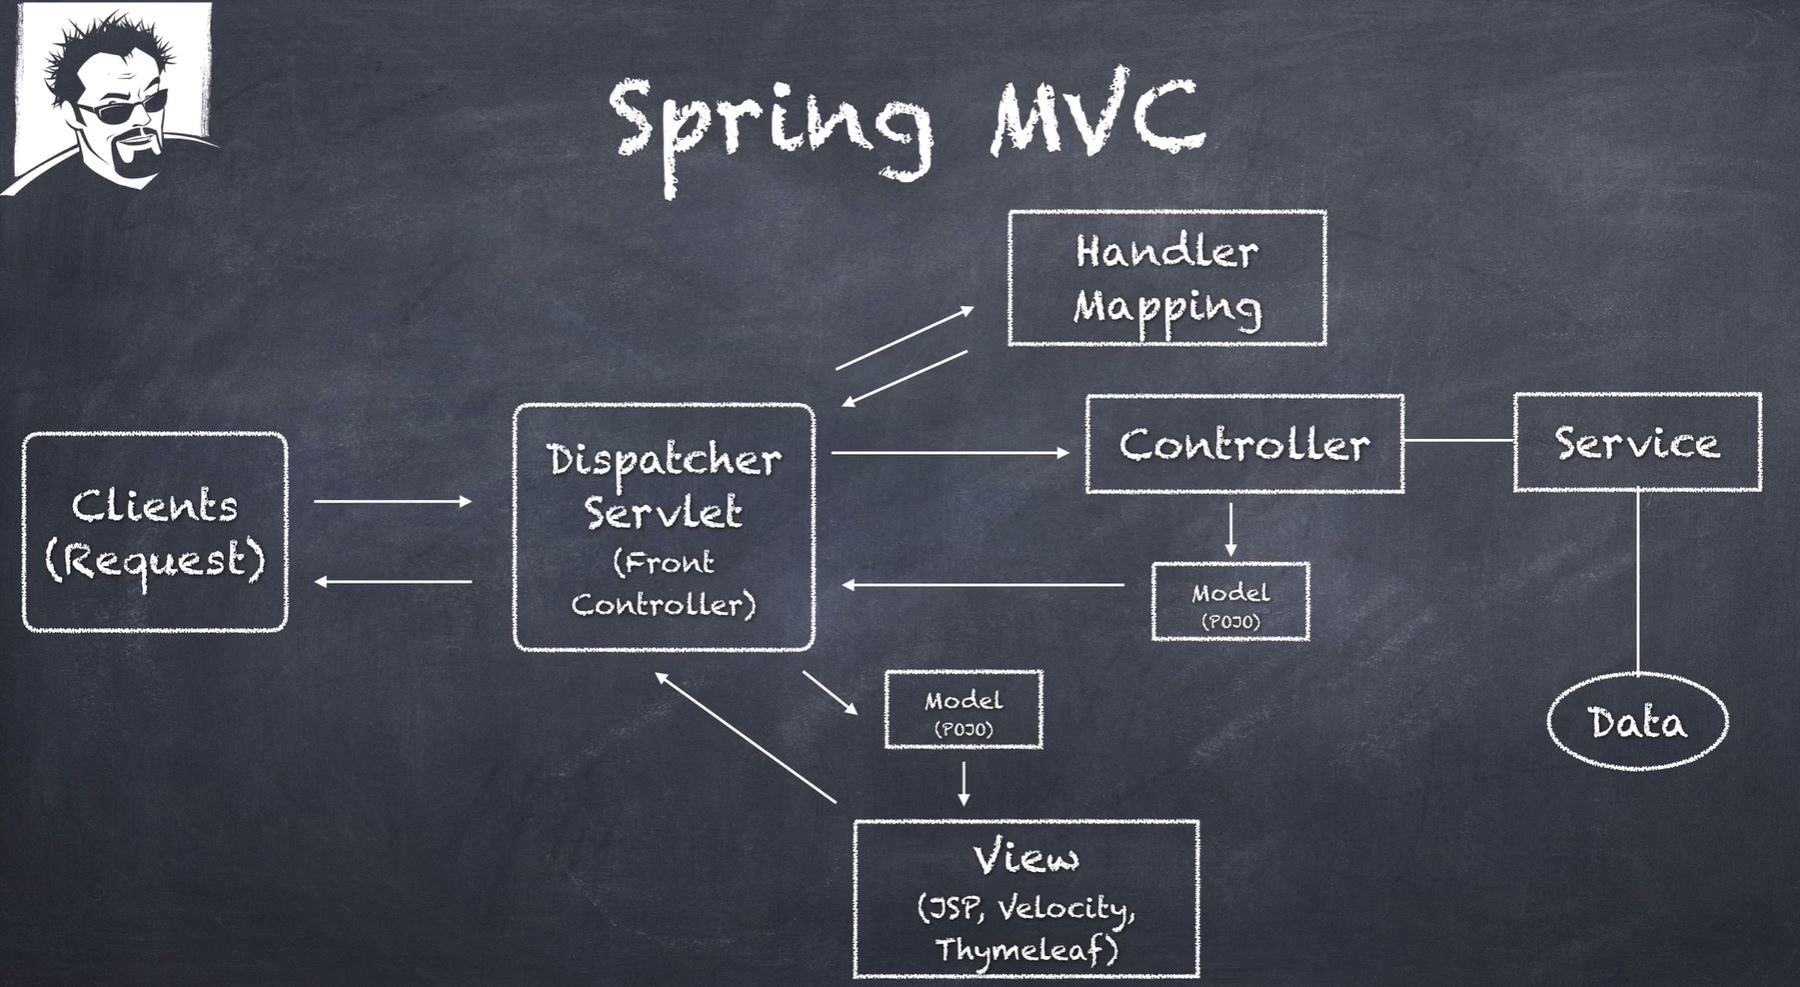 Spring MVC
Handler
Mapping
Clients
(Request)
Dispatcher
Servlet
(Front
Controller)
Controller
Service
Model
(POJO)
Data
Model
(POJO)
View
(JSP, Velocity,
Thymeleaf)